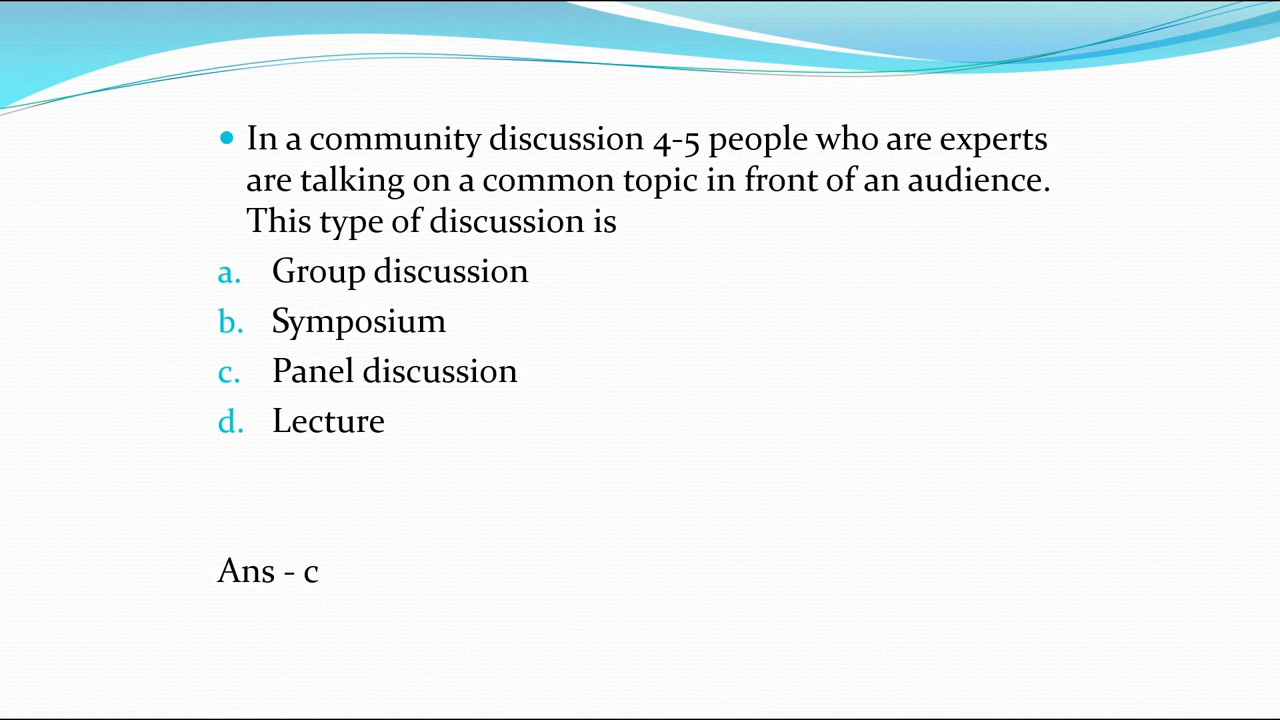 • In a community discussion 4-5 people who are experts
are talking on a common topic in front of an audience.
This type of discussion is
a. Group discussion
b. Symposium
c. Panel discussion
d. Lecture
Ans - c